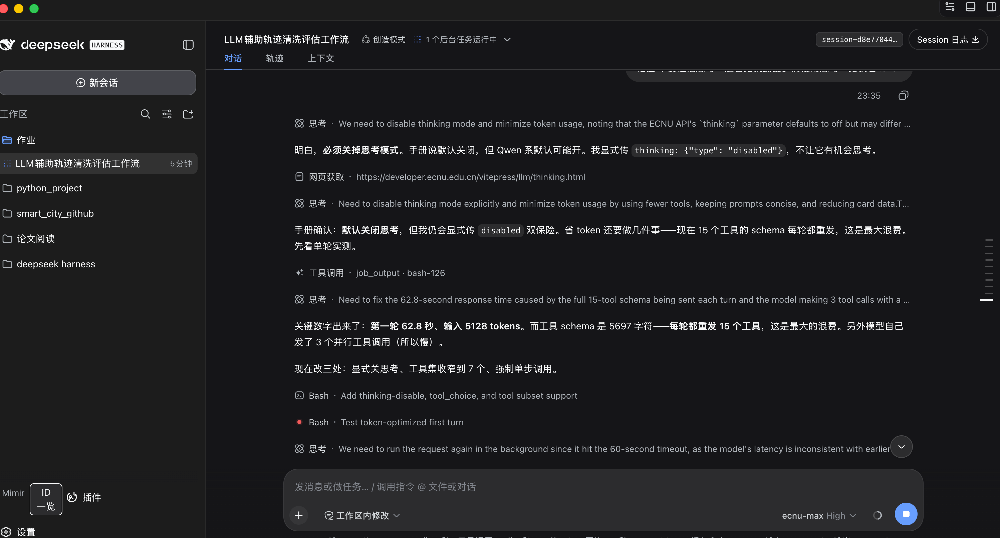 deepseek HARNESS
新会话
工作区
作业
LLM辅助轨迹清洗评估工作流 5分钟
python_project
smart_city_github
论文阅读
deepseek harness
Mimir
ID
一览
插件
设置
LLM辅助轨迹清洗评估工作流 创造模式 1 个后台任务运行中
session-d8e77044…
Session 日志
对话 轨迹 上下文
23:35
思考 · We need to disable thinking mode and minimize token usage, noting that the ECNU API's `thinking` parameter defaults to off but may differ ...
明白，必须关掉思考模式。手册说默认关闭，但 Qwen 系默认可能开。我显式传 thinking: {"type": "disabled"}，不让它有机会思考。
网页获取 · https://developer.ecnu.edu.cn/vitepress/llm/thinking.html
思考 · Need to disable thinking mode explicitly and minimize token usage by using fewer tools, keeping prompts concise, and reducing card data.T...
手册确认：默认关闭思考，但我仍会显式传 disabled 双保险。省 token 还要做几件事——现在 15 个工具的 schema 每轮都重发，这是最大浪费。
先看单轮实测。
工具调用 · job_output · bash-126
思考 · Need to fix the 62.8-second response time caused by the full 15-tool schema being sent each turn and the model making 3 tool calls with a ...
关键数字出来了：第一轮 62.8 秒、输入 5128 tokens。而工具 schema 是 5697 字符——每轮都重发 15 个工具，这是最大的浪费。另外模型自己
发了 3 个并行工具调用（所以慢）。
现在改三处：显式关思考、工具集收窄到 7 个、强制单步调用。
Bash · Add thinking-disable, tool_choice, and tool subset support
Bash · Test token-optimized first turn
思考 · We need to run the request again in the background since it hit the 60-second timeout, as the model's latency is inconsistent with earlier
发消息或做任务... / 调用指令 @ 文件或对话
工作区内修改
ecnu-max High